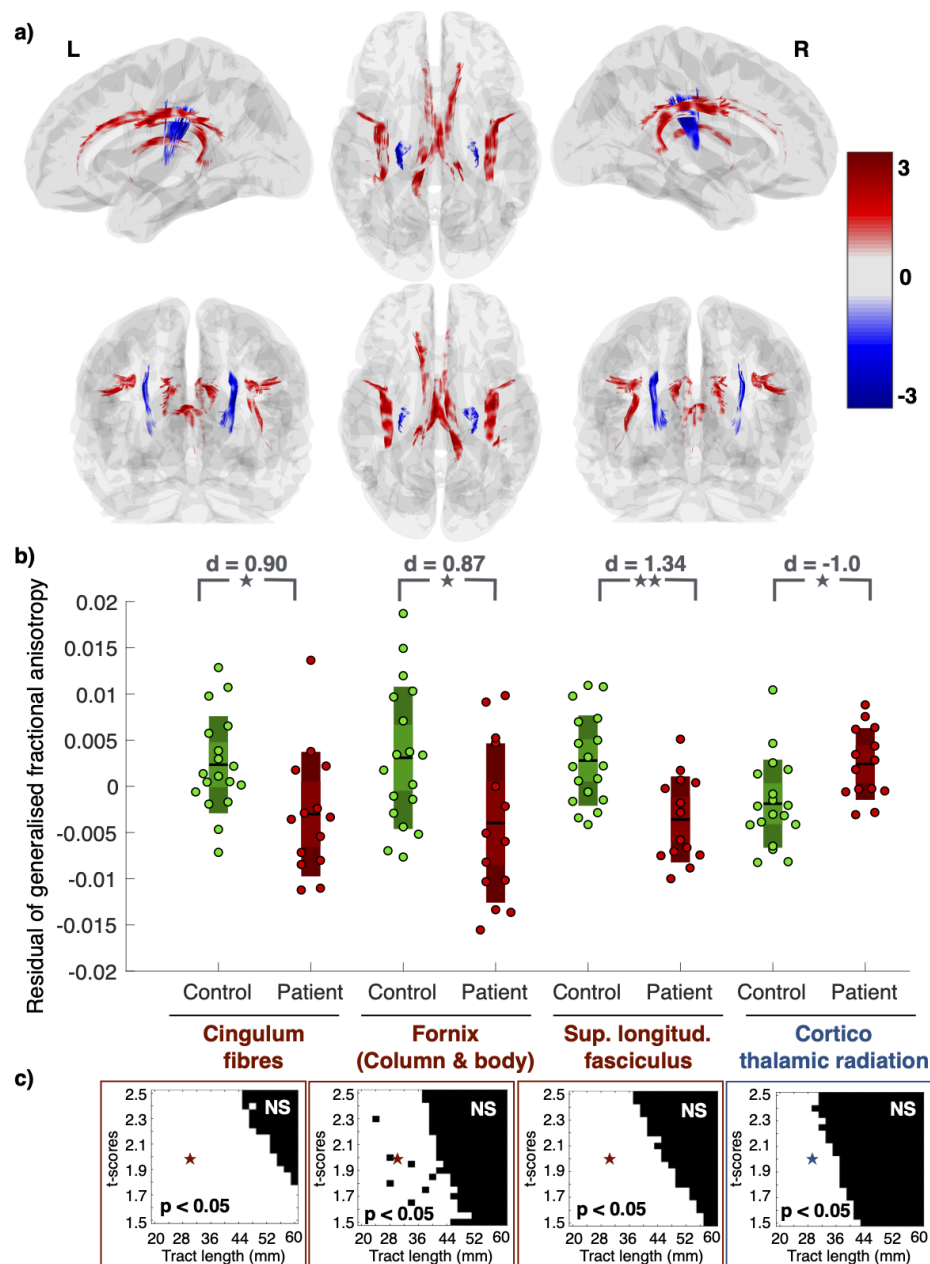 a)
L
R
3
0
-3
b)
d = 0.90
d = 0.87
d = 1.34
d = -1.0
Residual of generalised fractional anisotropy
0.02
0.015
0.01
0.005
0
-0.005
-0.01
-0.015
-0.02
Control Patient Control Patient Control Patient Control Patient
Cingulum fibres
Fornix (Column & body)
Sup. longitud. fasciculus
Cortico thalamic radiation
c)
t-scores
2.5
2.3
2.1
1.9
1.7
1.5
NS
p < 0.05
20 28 36 44 52 60
Tract length (mm)
t-scores
2.5
2.3
2.1
1.9
1.7
1.5
NS
p < 0.05
20 28 36 44 52 60
Tract length (mm)
t-scores
2.5
2.3
2.1
1.9
1.7
1.5
NS
p < 0.05
20 28 36 44 52 60
Tract length (mm)
t-scores
2.5
2.3
2.1
1.9
1.7
1.5
NS
p < 0.05
20 28 36 44 52 60
Tract length (mm)